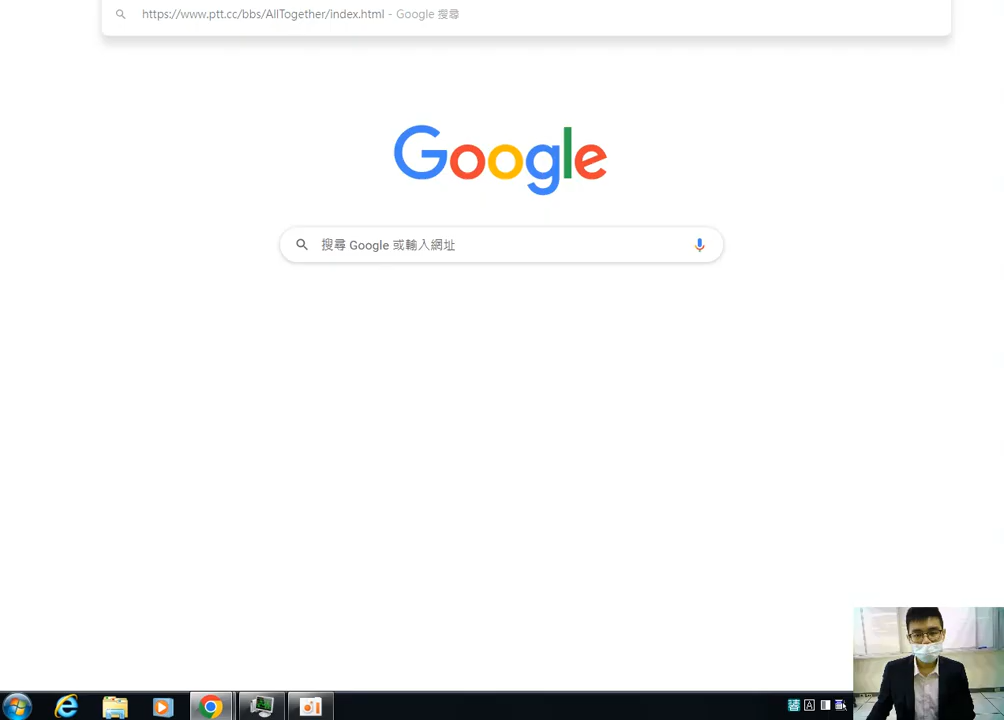 https://www.ptt.cc/bbs/AllTogether/index.html - Google 搜尋
Google
搜尋 Google 或輸入網址
A